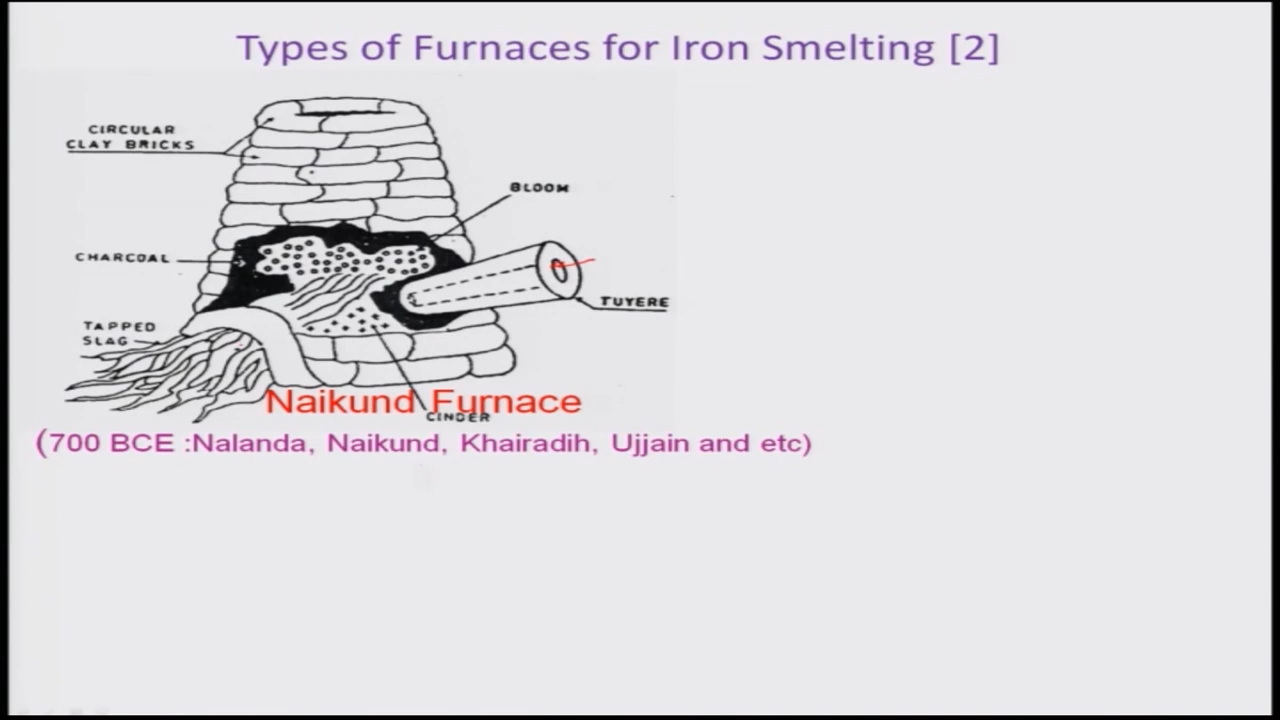 Types of Furnaces for Iron Smelting [2]
CIRCULAR
CLAY BRICKS
BLOOM
CHARCOAL
TUYERE
TAPPED
SLAG
Naikund Furnace
CINDER
(700 BCE :Nalanda, Naikund, Khairadih, Ujjain and etc)